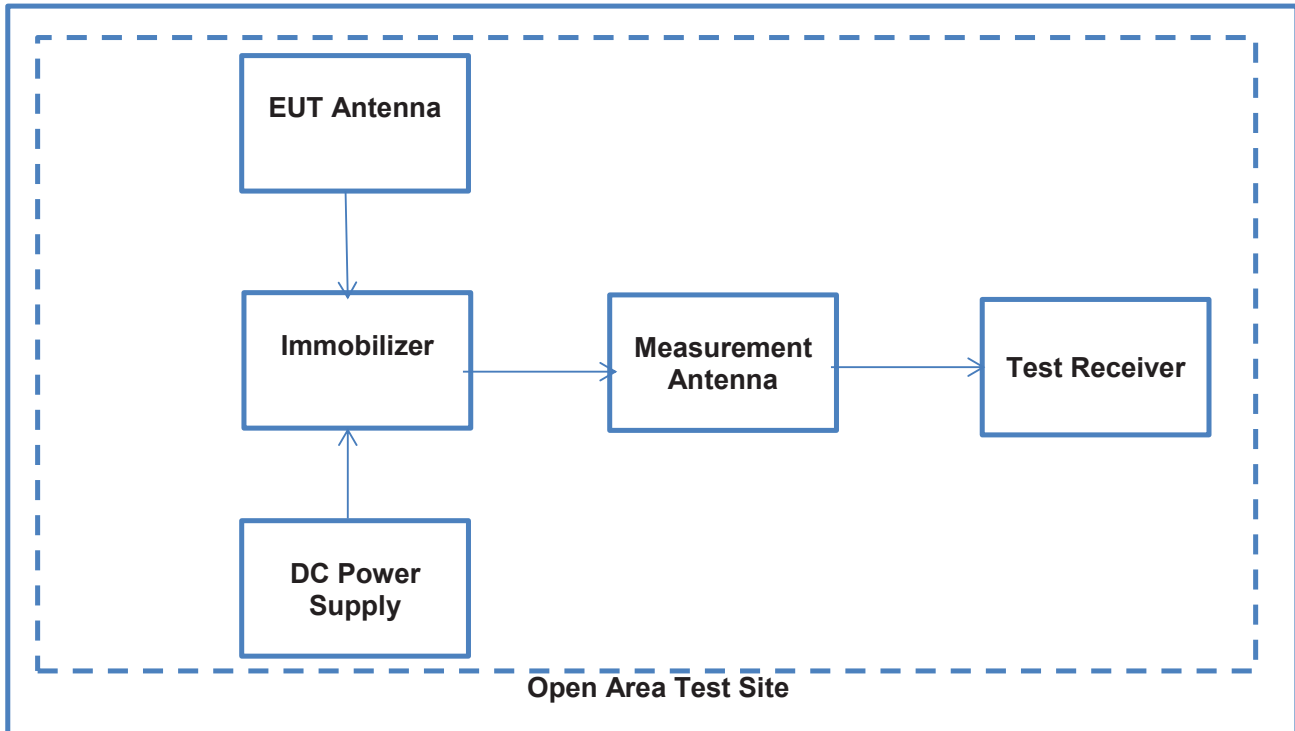 EUT Antenna
Immobilizer
Measurement
Antenna
Test Receiver
DC Power
Supply
Open Area Test Site